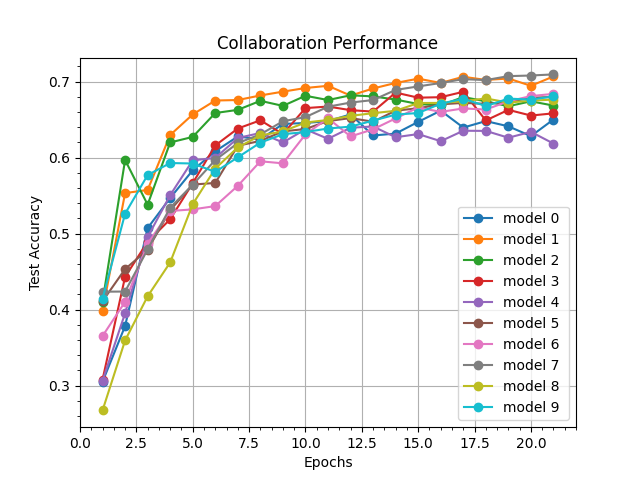 Collaboration Performance
0.7
0.6
0.5
0.4
0.3
Test Accuracy
model 0
model 1
model 2
model 3
model 4
model 5
model 6
model 7
model 8
model 9
0.0 2.5 5.0 7.5 10.0 12.5 15.0 17.5 20.0
Epochs